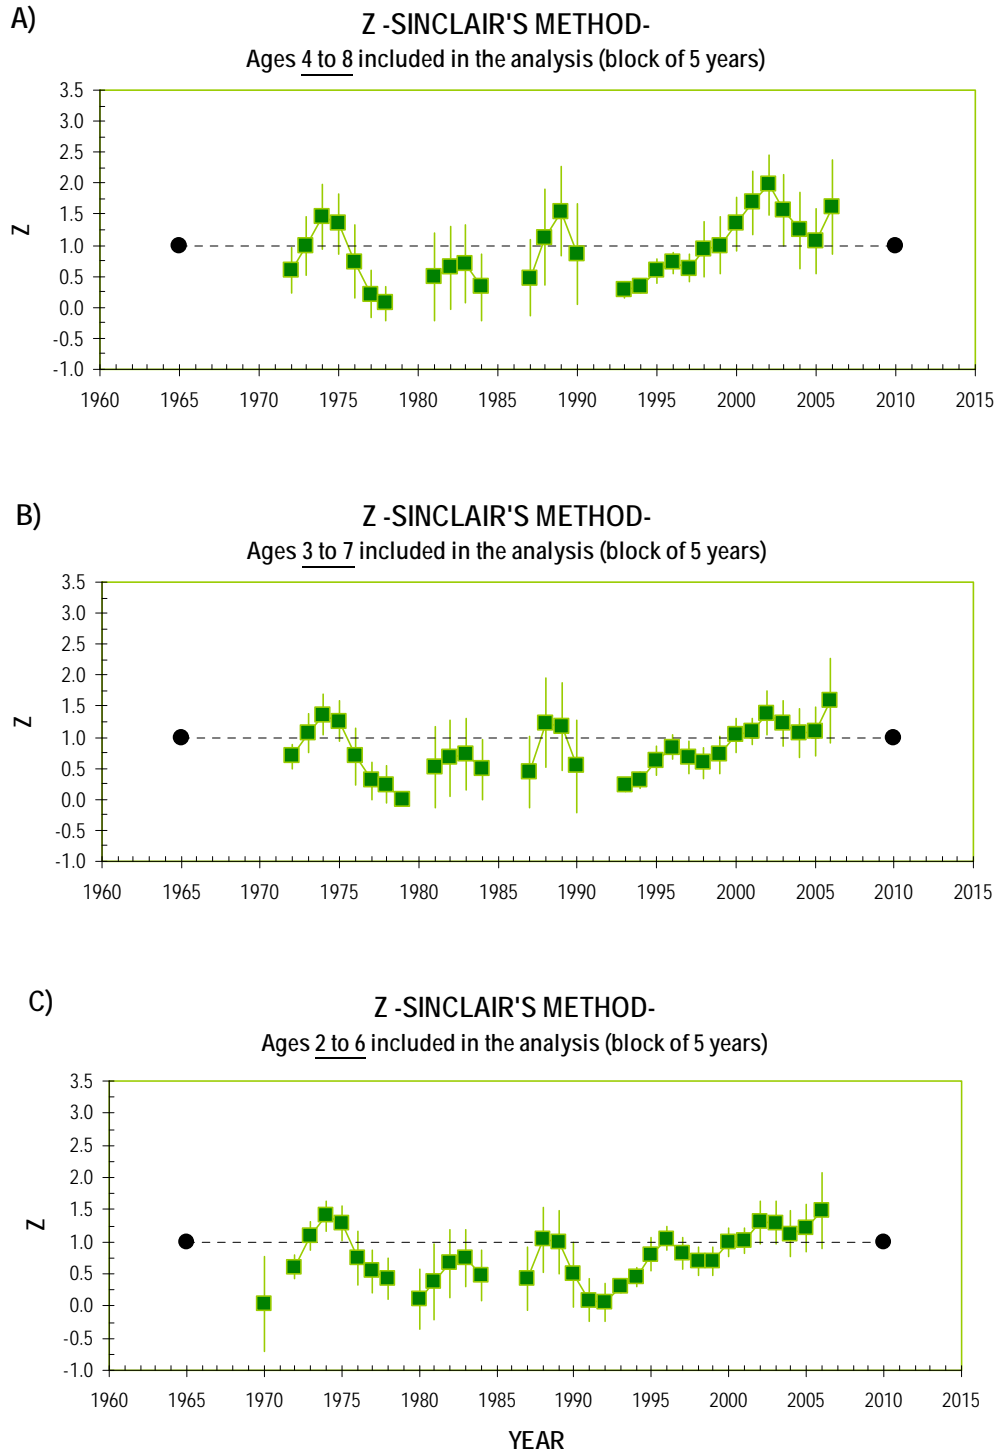 A)
Z -SINCLAIR'S METHOD-
Ages 4 to 8 included in the analysis (block of 5 years)
3.5
3.0
2.5
2.0
1.5
1.0
0.5
0.0
-0.5
-1.0
Z
1960 1965 1970 1975 1980 1985 1990 1995 2000 2005 2010 2015
B)
Z -SINCLAIR'S METHOD-
Ages 3 to 7 included in the analysis (block of 5 years)
3.5
3.0
2.5
2.0
1.5
1.0
0.5
0.0
-0.5
-1.0
Z
1960 1965 1970 1975 1980 1985 1990 1995 2000 2005 2010 2015
C)
Z -SINCLAIR'S METHOD-
Ages 2 to 6 included in the analysis (block of 5 years)
3.5
3.0
2.5
2.0
1.5
1.0
0.5
0.0
-0.5
-1.0
Z
1960 1965 1970 1975 1980 1985 1990 1995 2000 2005 2010 2015
YEAR